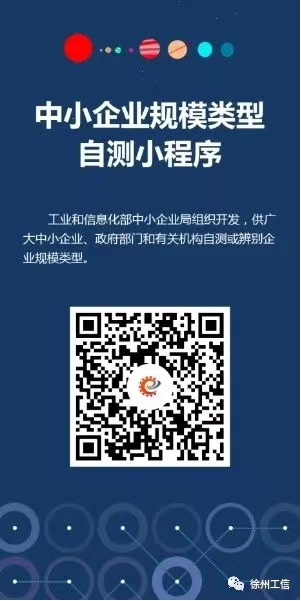 中小企业规模类型
自测小程序
工业和信息化部中小企业局组织开发，供广
大中小企业、政府部门和有关机构自测或辨别企
业规模类型。
徐州工信